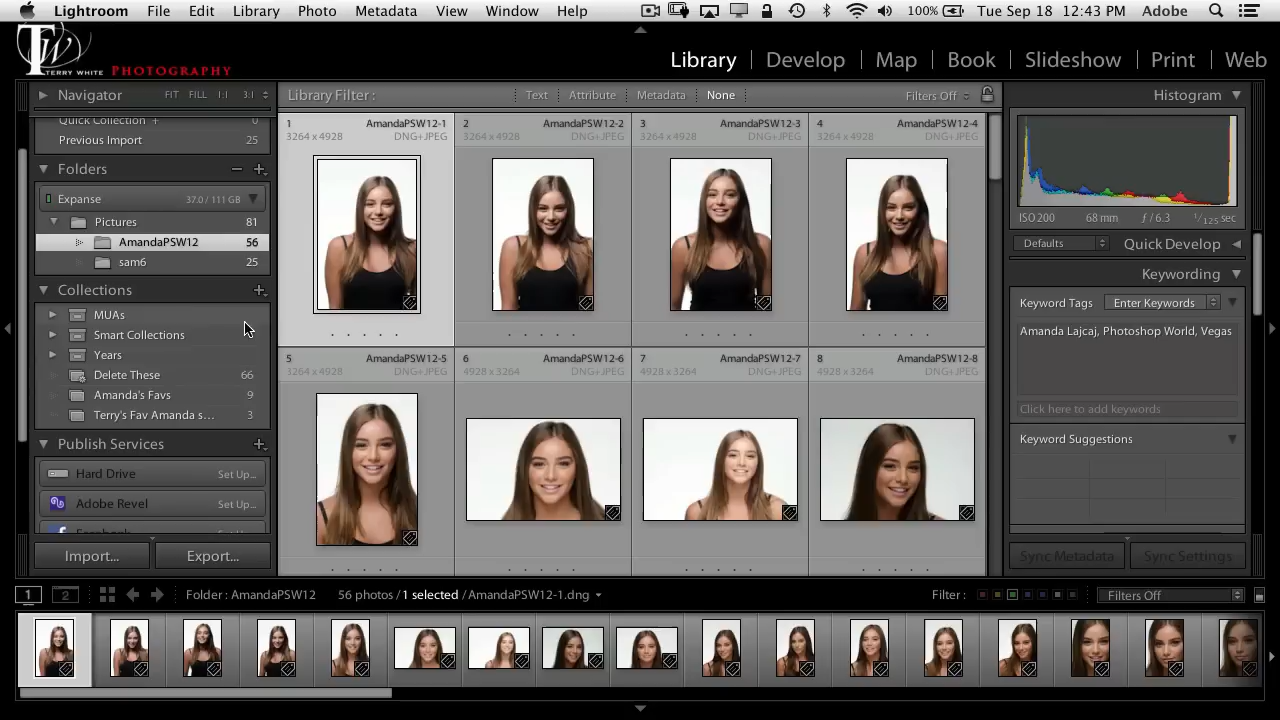 Lightroom File Edit Library Photo Metadata View Window Help 100% Tue Sep 18 12:43 PM Adobe
TW
TERRY WHITE PHOTOGRAPHY
Library Develop Map Book Slideshow Print Web
Navigator FIT FILL 1:1 3:1
Library Filter : Text Attribute Metadata None Filters Off
Histogram
Quick Collection + 0
Previous Import 25
Folders
Expanse 37.0 / 111 GB
Pictures 81
AmandaPSW12 56
sam6 25
Collections
MUAs
Smart Collections
Years
Delete These 66
Amanda's Favs 9
Terry's Fav Amanda s... 3
Publish Services
Hard Drive Set Up...
Adobe Revel Set Up...
Facebook
Import... Export...
1 AmandaPSW12-1
3264 x 4928 DNG+JPEG
2 AmandaPSW12-2
3264 x 4928 DNG+JPEG
3 AmandaPSW12-3
3264 x 4928 DNG+JPEG
4 AmandaPSW12-4
3264 x 4928 DNG+JPEG
5 AmandaPSW12-5
3264 x 4928 DNG+JPEG
6 AmandaPSW12-6
4928 x 3264 DNG+JPEG
7 AmandaPSW12-7
4928 x 3264 DNG+JPEG
8 AmandaPSW12-8
4928 x 3264 DNG+JPEG
ISO 200 68 mm ƒ / 6.3 1/125 sec
Defaults Quick Develop
Keywording
Keyword Tags Enter Keywords
Amanda Lajcaj, Photoshop World, Vegas
Click here to add keywords
Keyword Suggestions
Sync Metadata Sync Settings
1 2 Folder : AmandaPSW12 56 photos / 1 selected / AmandaPSW12-1.dng Filter : Filters Off